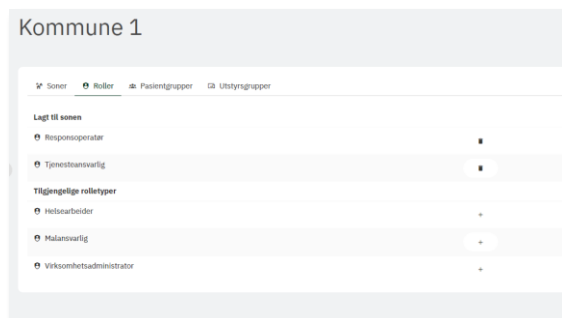 Kommune 1
Soner Roller Pasientgrupper Utstyrsgrupper
Lagt til sonen
Responsoperatør
Tjenesteansvarlig
Tilgjengelige rolletyper
Helsearbeider
Malansvarlig
Virksomhetsadministrator